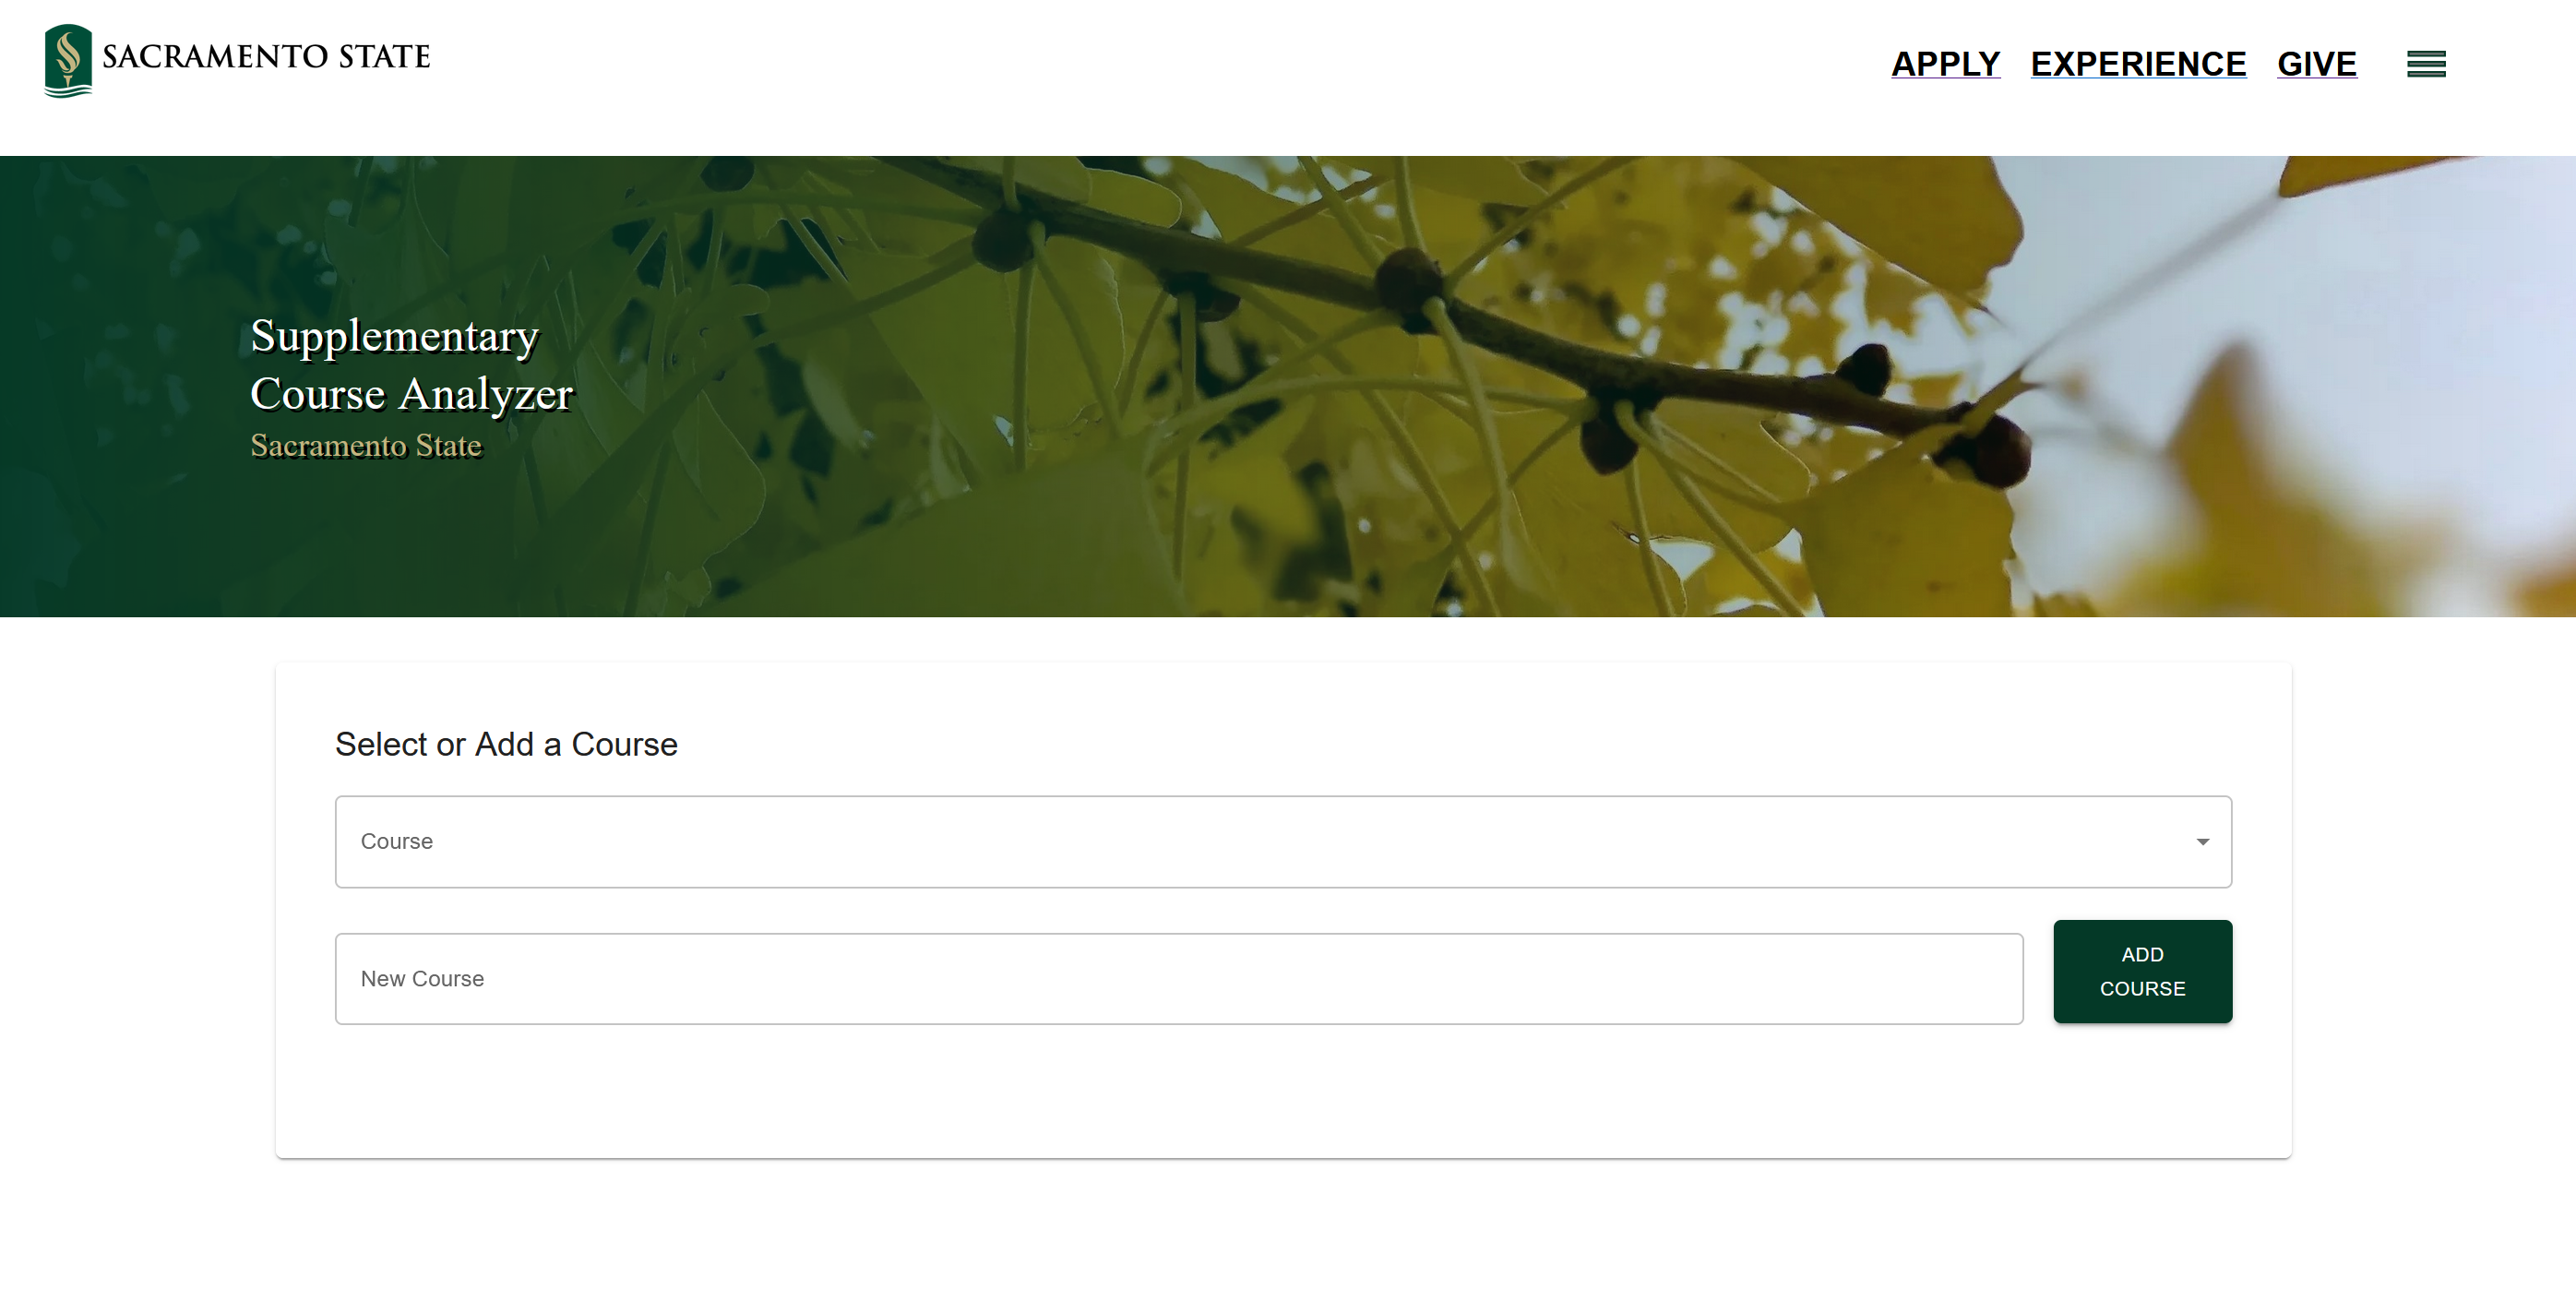 SACRAMENTO STATE
APPLY EXPERIENCE GIVE
Supplementary
Course Analyzer
Sacramento State
Select or Add a Course
Course
New Course
ADD
COURSE